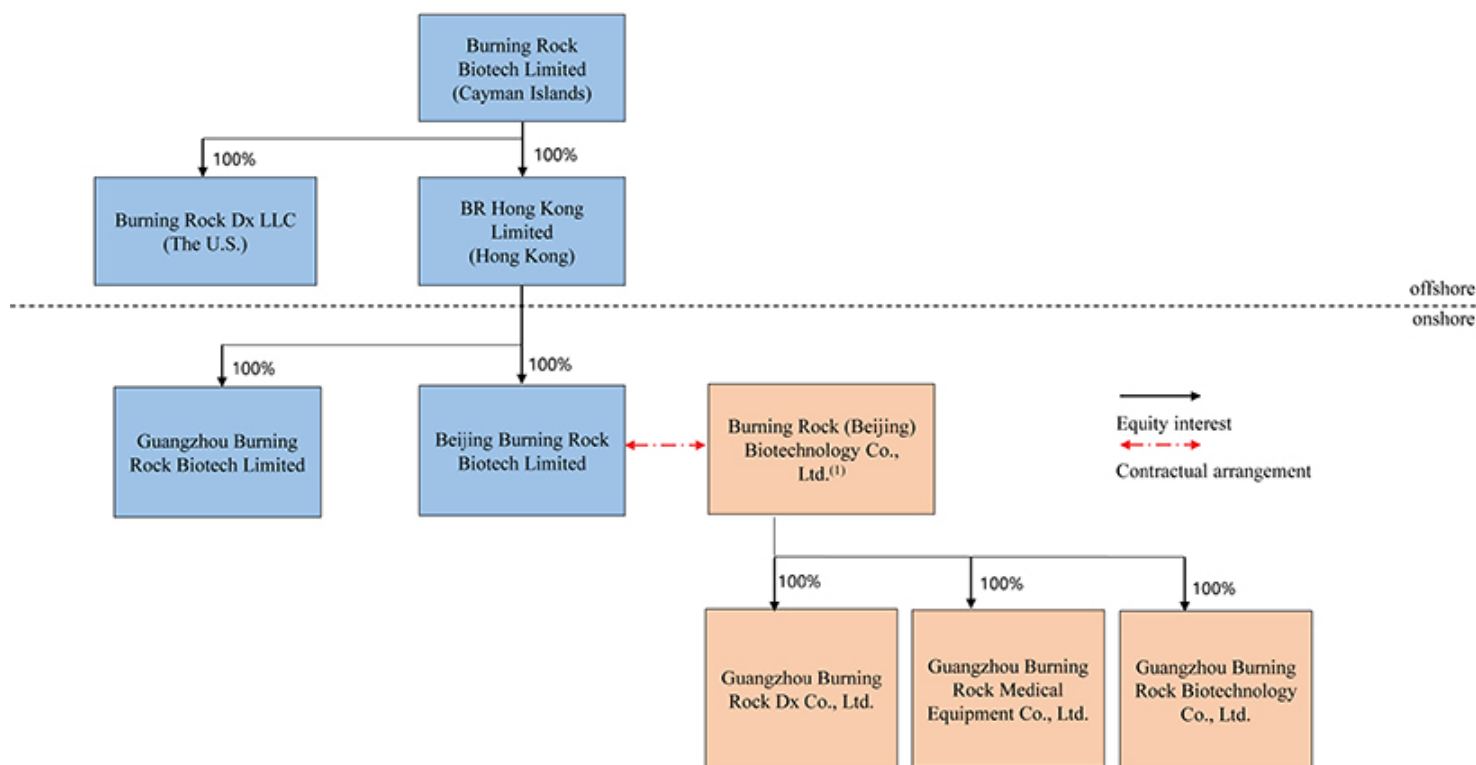 Burning Rock
Biotech Limited
(Cayman Islands)
100%
100%
Burning Rock Dx LLC
(The U.S.)
BR Hong Kong
Limited
(Hong Kong)
offshore
onshore
100%
100%
Guangzhou Burning
Rock Biotech Limited
Beijing Burning Rock
Biotech Limited
Burning Rock (Beijing)
Biotechnology Co.,
Ltd.(1)
Equity interest
Contractual arrangement
100%
100%
100%
Guangzhou Burning
Rock Dx Co., Ltd.
Guangzhou Burning
Rock Medical
Equipment Co., Ltd.
Guangzhou Burning
Rock Biotechnology
Co., Ltd.